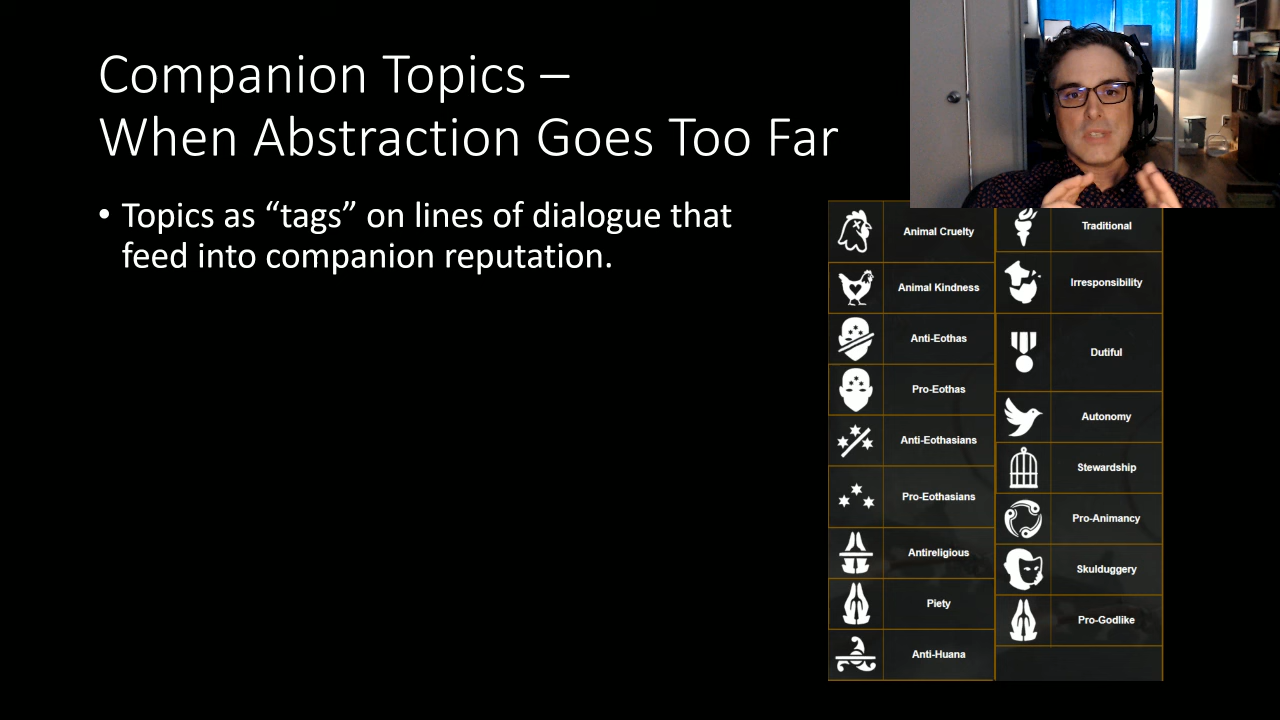 Companion Topics –
When Abstraction Goes Too Far
• Topics as “tags” on lines of dialogue that
feed into companion reputation.
Animal Cruelty
Animal Kindness
Anti-Eothas
Pro-Eothas
Anti-Eothasians
Pro-Eothasians
Antireligious
Piety
Anti-Huana
Traditional
Irresponsibility
Dutiful
Autonomy
Stewardship
Pro-Animancy
Skulduggery
Pro-Godlike